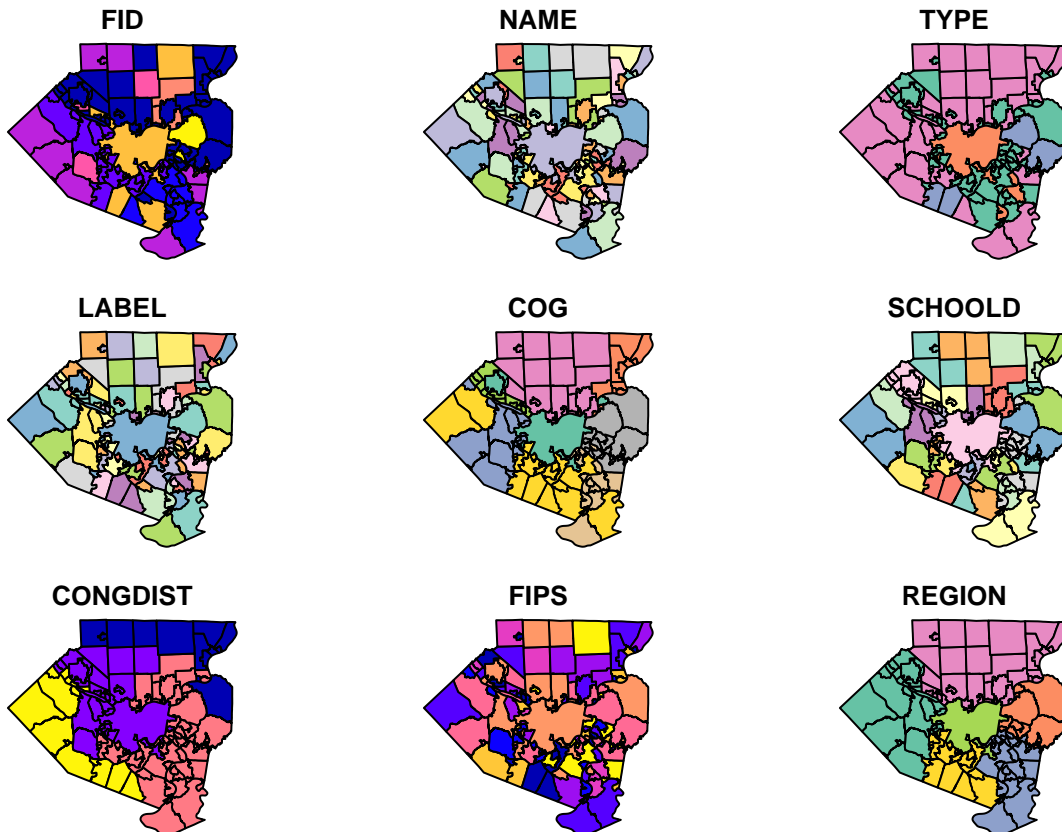 FID
NAME
TYPE
LABEL
COG
SCHOOLD
CONGDIST
FIPS
REGION